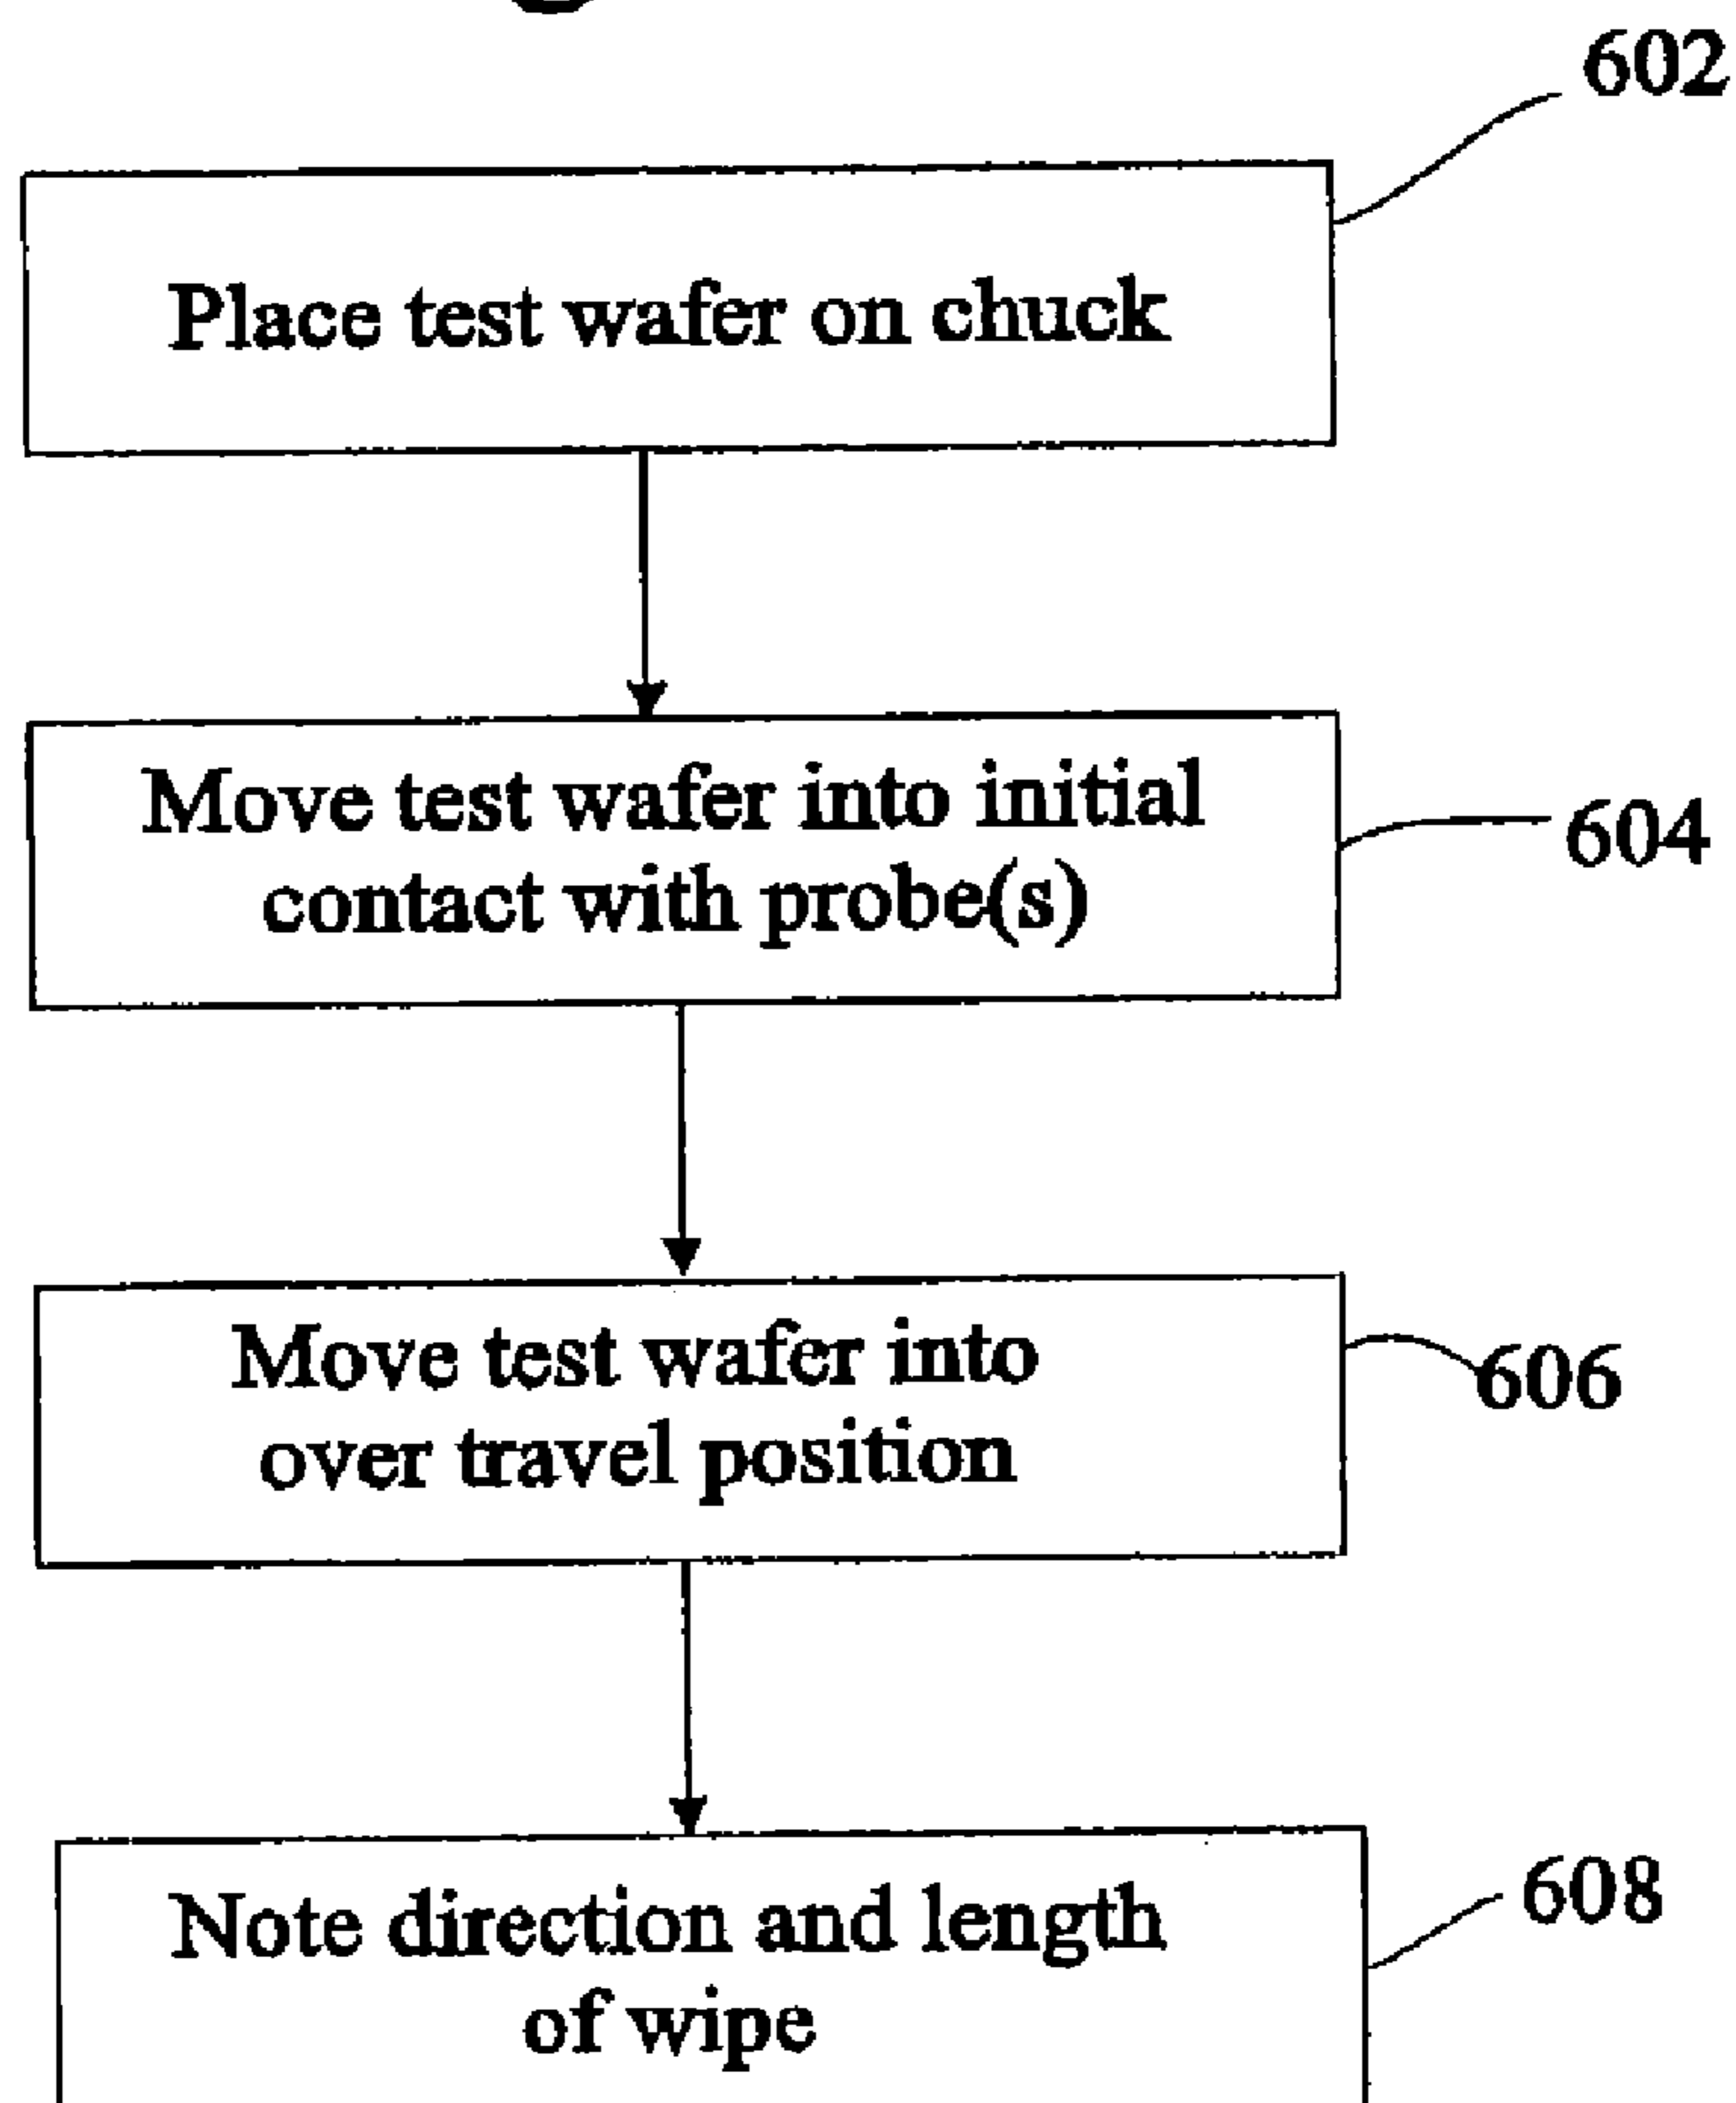 602
Place test wafer on chuck
Move test wafer into initial
contact with probe(s)
604
Move test wafer into
over travel position
606
Note direction and length
of wipe
608